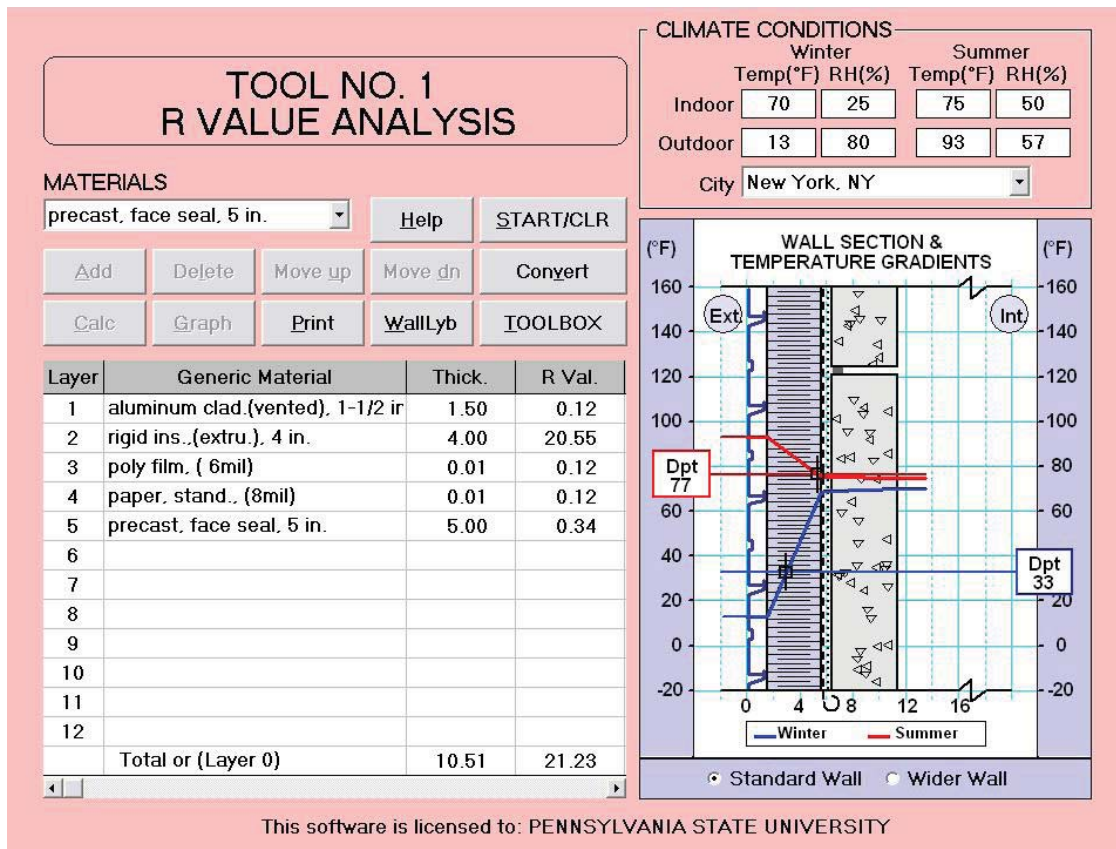 TOOL NO. 1
R VALUE ANALYSIS
CLIMATE CONDITIONS
Winter Summer
Temp(°F) RH(%) Temp(°F) RH(%)
Indoor 70 25 75 50
Outdoor 13 80 93 57
City New York, NY
MATERIALS
precast, face seal, 5 in.
Help START/CLR
Add Delete Move up Move dn Convert
Calc Graph Print WallLyb TOOLBOX
Layer Generic Material Thick. R Val.
1 aluminum clad.(vented), 1-1/2 in 1.50 0.12
2 rigid ins.,(extru.), 4 in. 4.00 20.55
3 poly film, ( 6mil) 0.01 0.12
4 paper, stand., (8mil) 0.01 0.12
5 precast, face seal, 5 in. 5.00 0.34
6
7
8
9
10
11
12
Total or (Layer 0) 10.51 21.23
(°F) WALL SECTION & (°F)
TEMPERATURE GRADIENTS
160 160
Ext. Int.
140 140
120 120
100 100
80 80
Dpt
77
60 60
40 40
Dpt
33
20 20
0 0
-20 -20
0 4 8 12 16
Winter Summer
Standard Wall Wider Wall
This software is licensed to: PENNSYLVANIA STATE UNIVERSITY